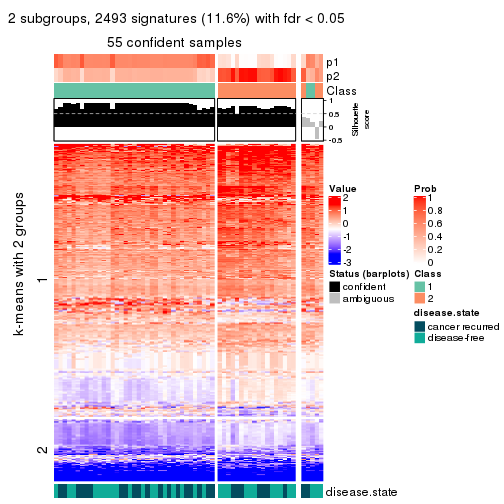 2 subgroups, 2493 signatures (11.6%) with fdr < 0.05
55 confident samples
p1
p2
Class
1
0.5
0
-0.5
Silhouette
score
k-means with 2 groups
1
2
disease.state
Value
2
1
0
-1
-2
-3
Prob
1
0.8
0.6
0.4
0.2
0
Status (barplots)
confident
ambiguous
Class
1
2
disease.state
cancer recurred
disease-free